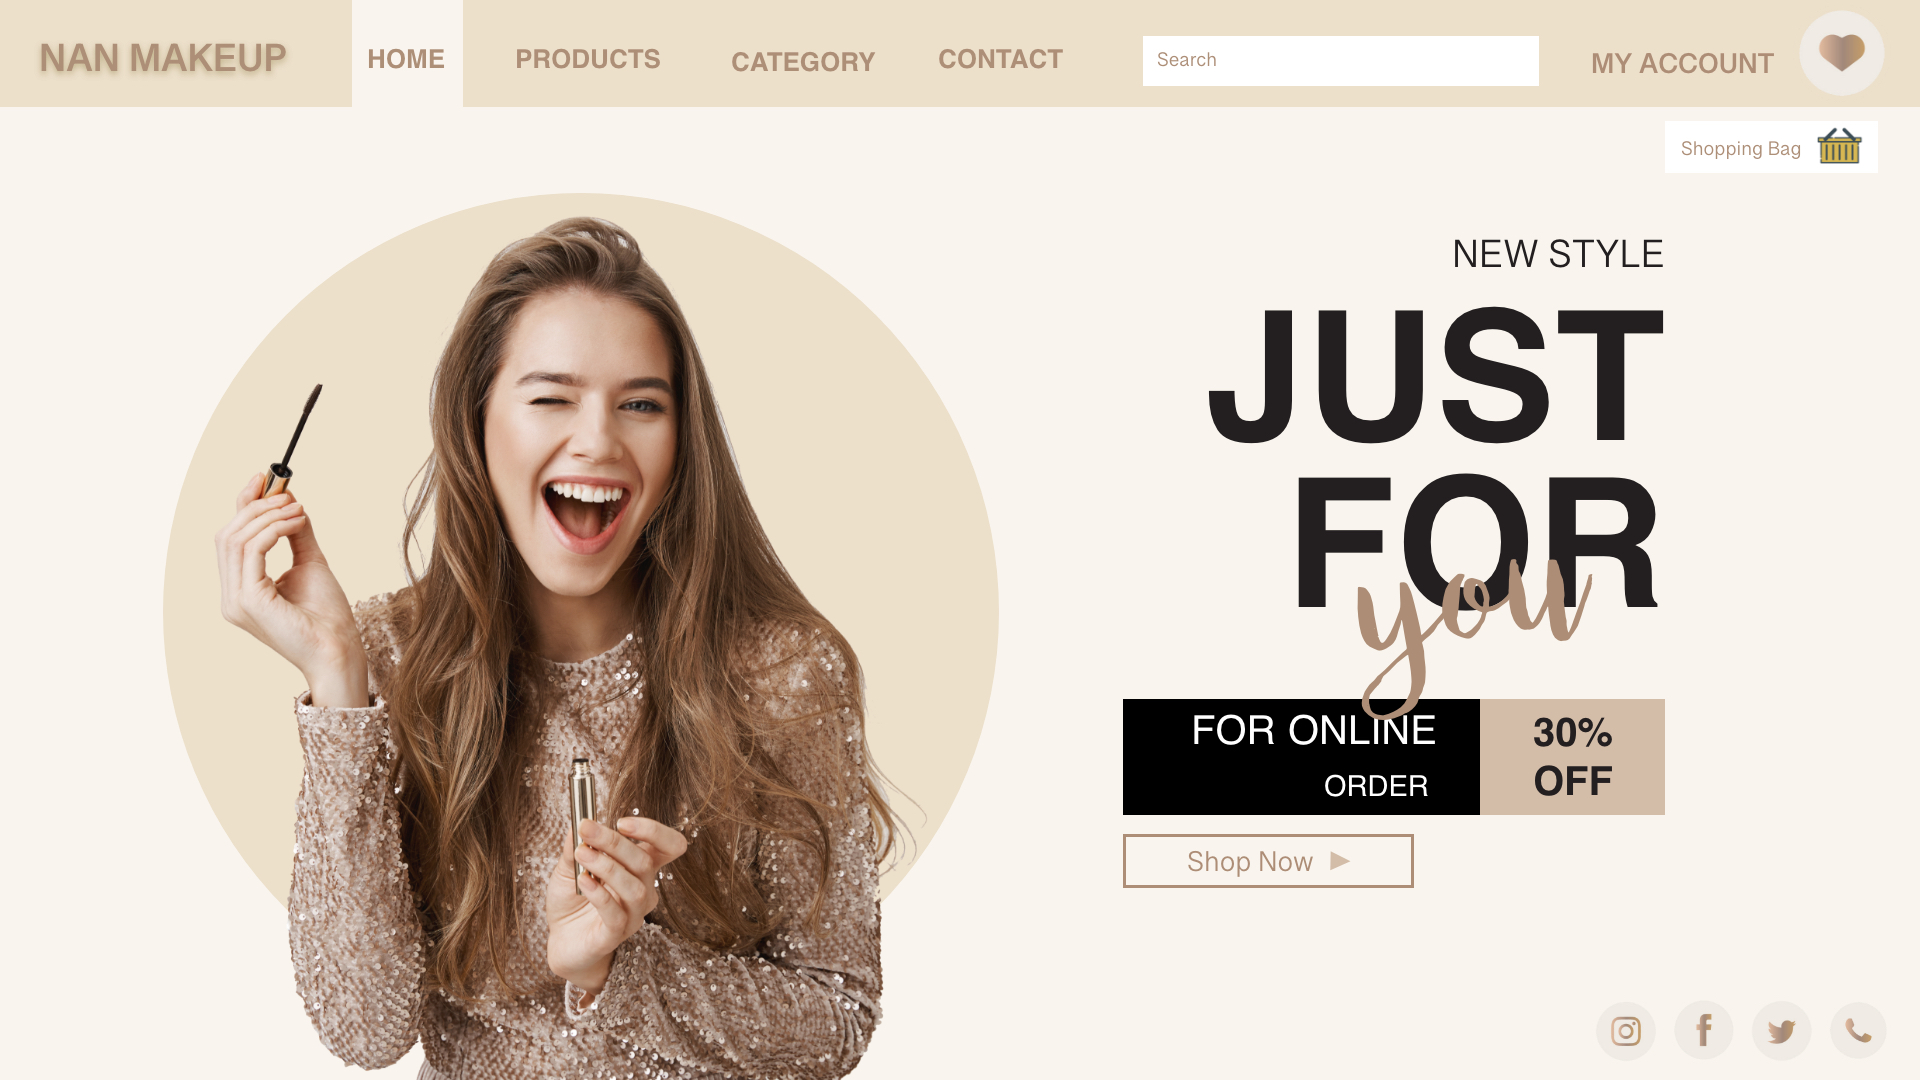 NAN MAKEUP
HOME
PRODUCTS
CATEGORY
CONTACT
Search
MY ACCOUNT
Shopping Bag
NEW STYLE
JUST
FOR
you
FOR ONLINE
ORDER
30%
OFF
Shop Now